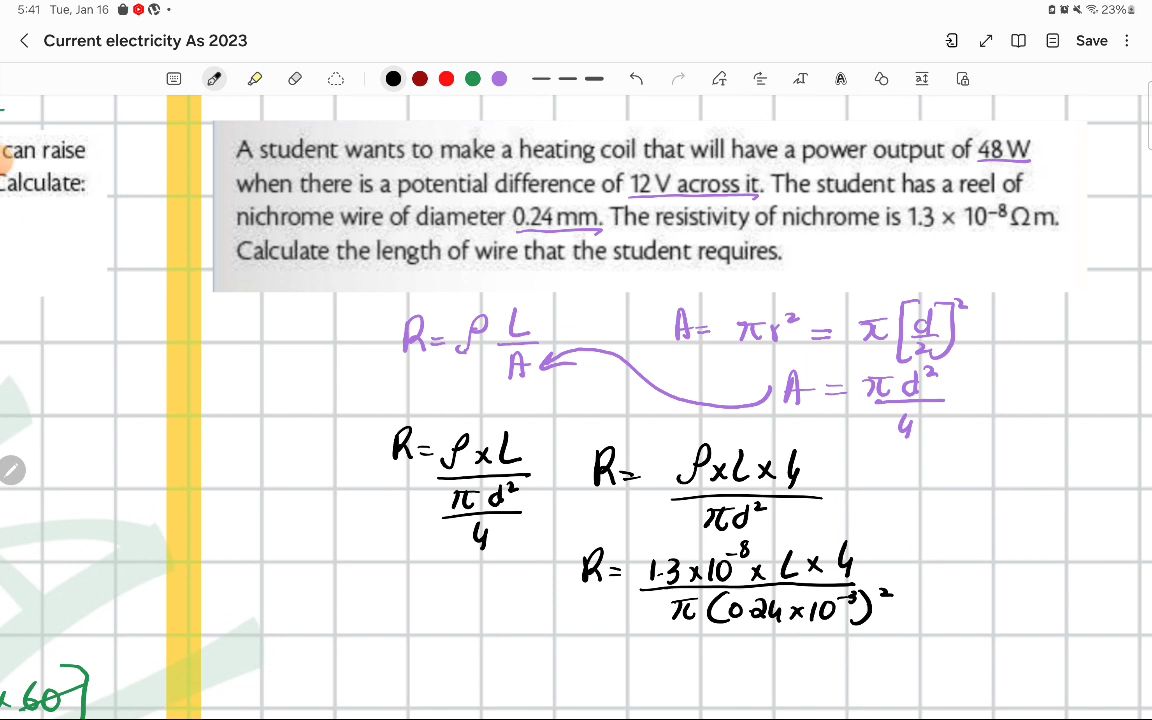 5:41 Tue, Jan 16 23%
Current electricity As 2023 Save
can raise
Calculate:
A student wants to make a heating coil that will have a power output of 48 W
when there is a potential difference of 12 V across it. The student has a reel of
nichrome wire of diameter 0.24 mm. The resistivity of nichrome is 1.3 × 10⁻⁸ Ω m.
Calculate the length of wire that the student requires.
R = ρ L/A
A = πr² = π[d/2]²
A = πd²/4
R = ρ×L / (πd²/4)
R = ρ×L×4 / πd²
R = 1.3×10⁻⁸ × L × 4 / π(0.24×10⁻³)²
×60]